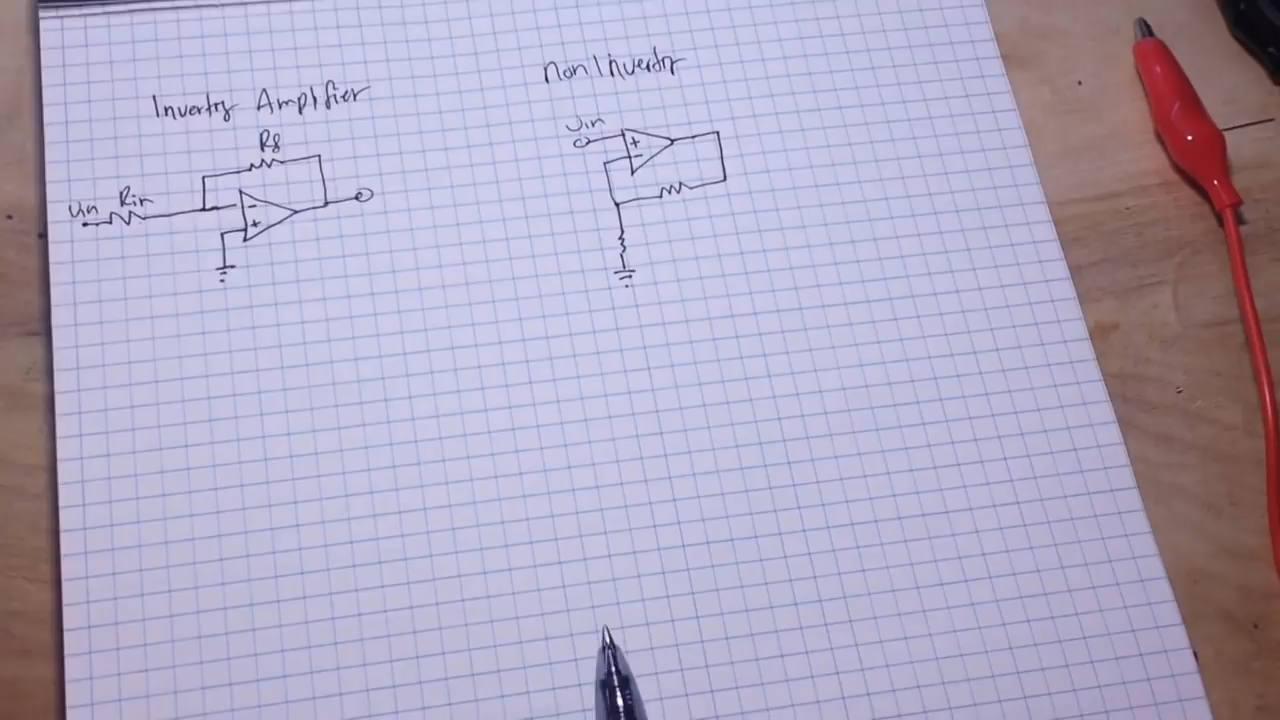 Inverting Amplifier
Rf
Vin Rin
-
+
Non Inverting
Vin
+
-